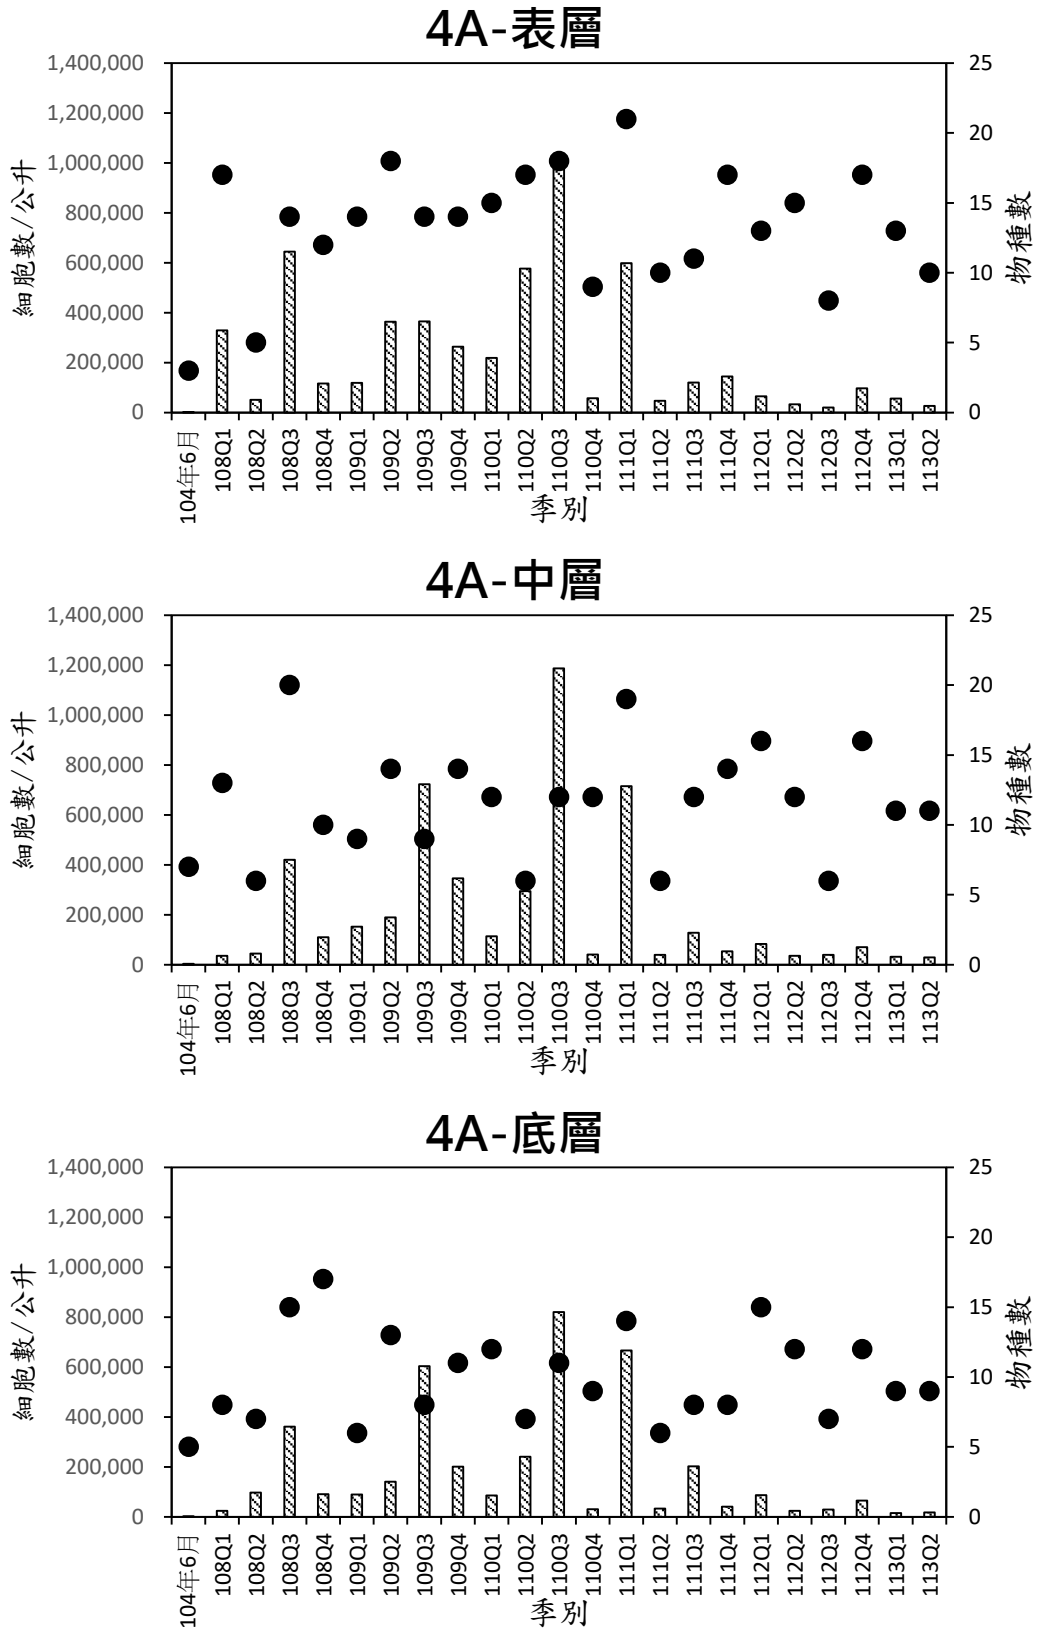 4A-表層
1,400,000
1,200,000
1,000,000
800,000
600,000
400,000
200,000
0
細胞數/公升
25
20
15
10
5
0
物種數
104年6月
108Q1
108Q2
108Q3
108Q4
109Q1
109Q2
109Q3
109Q4
110Q1
110Q2
110Q3
110Q4
111Q1
111Q2
111Q3
111Q4
112Q1
112Q2
112Q3
112Q4
113Q1
113Q2
季別
4A-中層
1,400,000
1,200,000
1,000,000
800,000
600,000
400,000
200,000
0
細胞數/公升
25
20
15
10
5
0
物種數
104年6月
108Q1
108Q2
108Q3
108Q4
109Q1
109Q2
109Q3
109Q4
110Q1
110Q2
110Q3
110Q4
111Q1
111Q2
111Q3
111Q4
112Q1
112Q2
112Q3
112Q4
113Q1
113Q2
季別
4A-底層
1,400,000
1,200,000
1,000,000
800,000
600,000
400,000
200,000
0
細胞數/公升
25
20
15
10
5
0
物種數
104年6月
108Q1
108Q2
108Q3
108Q4
109Q1
109Q2
109Q3
109Q4
110Q1
110Q2
110Q3
110Q4
111Q1
111Q2
111Q3
111Q4
112Q1
112Q2
112Q3
112Q4
113Q1
113Q2
季別